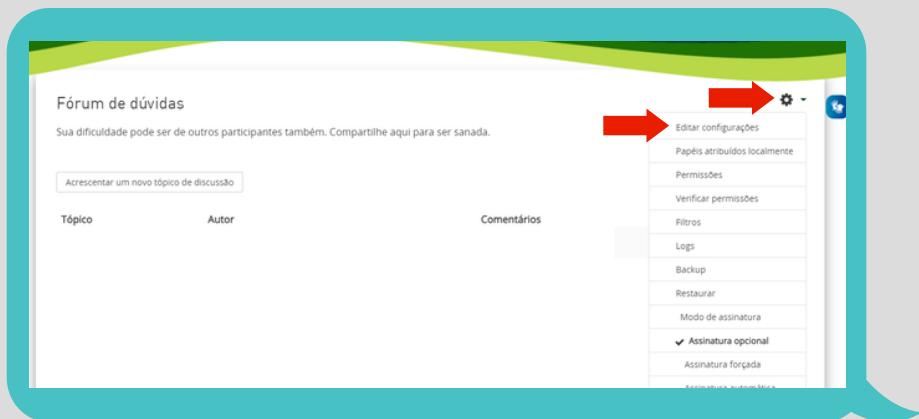 Fórum de dúvidas
Sua dificuldade pode ser de outros participantes também. Compartilhe aqui para ser sanada.
Acrescentar um novo tópico de discussão
Tópico Autor Comentários
Editar configurações
Papéis atribuídos localmente
Permissões
Verificar permissões
Filtros
Logs
Backup
Restaurar
Modo de assinatura
Assinatura opcional
Assinatura forçada
Assinatura automática